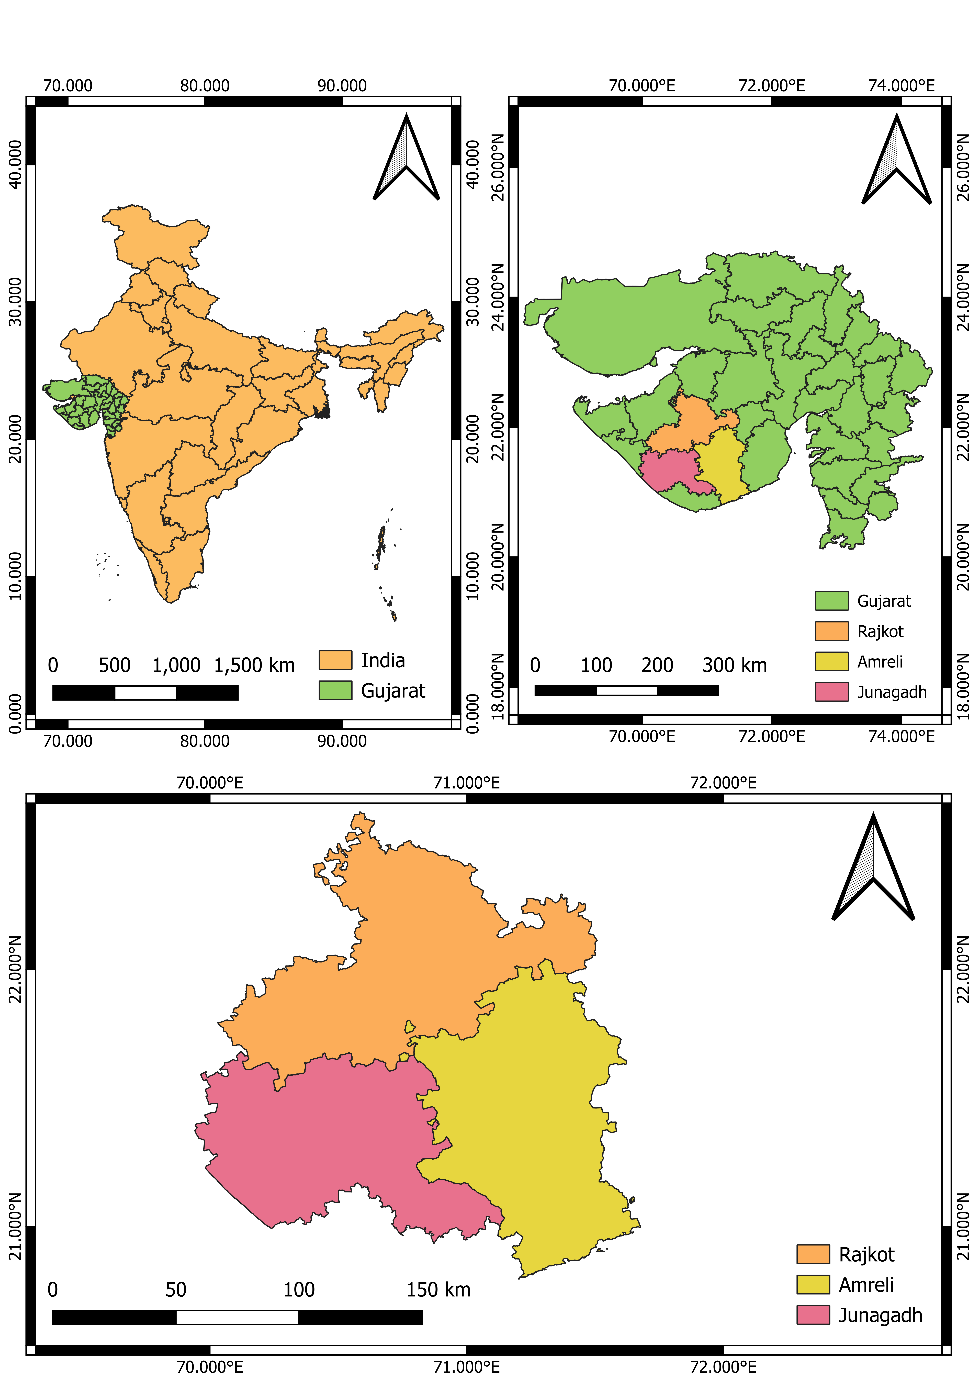 70.000 80.000 90.000
70.000°E 72.000°E 74.000°E
40.000 40.000 26.000°N 26.000°N
30.000 30.000 24.000°N 24.000°N
20.000 20.000 22.000°N 22.000°N
10.000 10.000 20.000°N 20.000°N
0.000 0.000 18.000°N 18.000°N
0 500 1,000 1,500 km
India
Gujarat
Gujarat
Rajkot
Amreli
Junagadh
0 100 200 300 km
70.000 80.000 90.000
70.000°E 72.000°E 74.000°E
70.000°E 71.000°E 72.000°E
22.000°N 22.000°N
21.000°N 21.000°N
Rajkot
Amreli
Junagadh
0 50 100 150 km
70.000°E 71.000°E 72.000°E